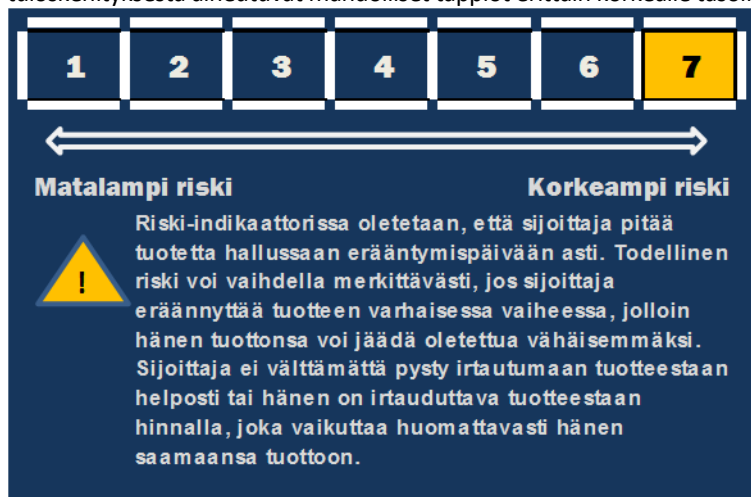 1 2 3 4 5 6 7
Matalampi riski Korkeampi riski
Riski-indikaattorissa oletetaan, että sijoittaja pitää
tuotetta hallussaan erääntymispäivään asti. Todellinen
! riski voi vaihdella merkittävästi, jos sijoittaja
eräännyttää tuotteen varhaisessa vaiheessa, jolloin
hänen tuottonsa voi jäädä oletettua vähäisemmäksi.
Sijoittaja ei välttämättä pysty irtautumaan tuotteestaan
helposti tai hänen on irtauduttava tuotteestaan
hinnalla, joka vaikuttaa huomattavasti hänen
saamaansa tuottoon.